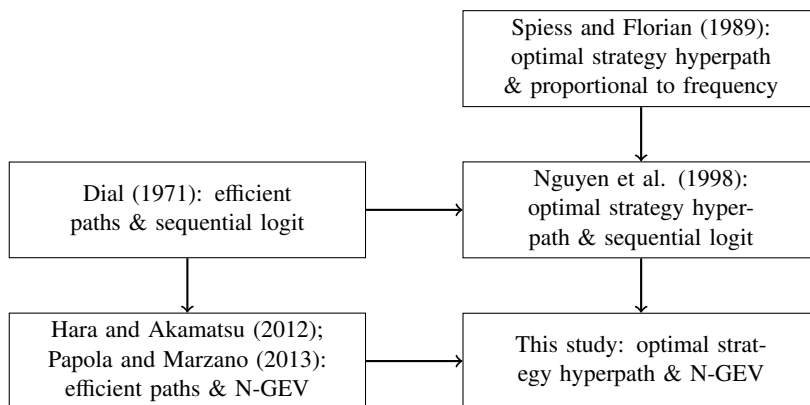 Spiess and Florian (1989):
optimal strategy hyperpath
& proportional to frequency
Dial (1971): efficient
paths & sequential logit
Nguyen et al. (1998):
optimal strategy hyper-
path & sequential logit
Hara and Akamatsu (2012);
Papola and Marzano (2013):
efficient paths & N-GEV
This study: optimal strat-
egy hyperpath & N-GEV